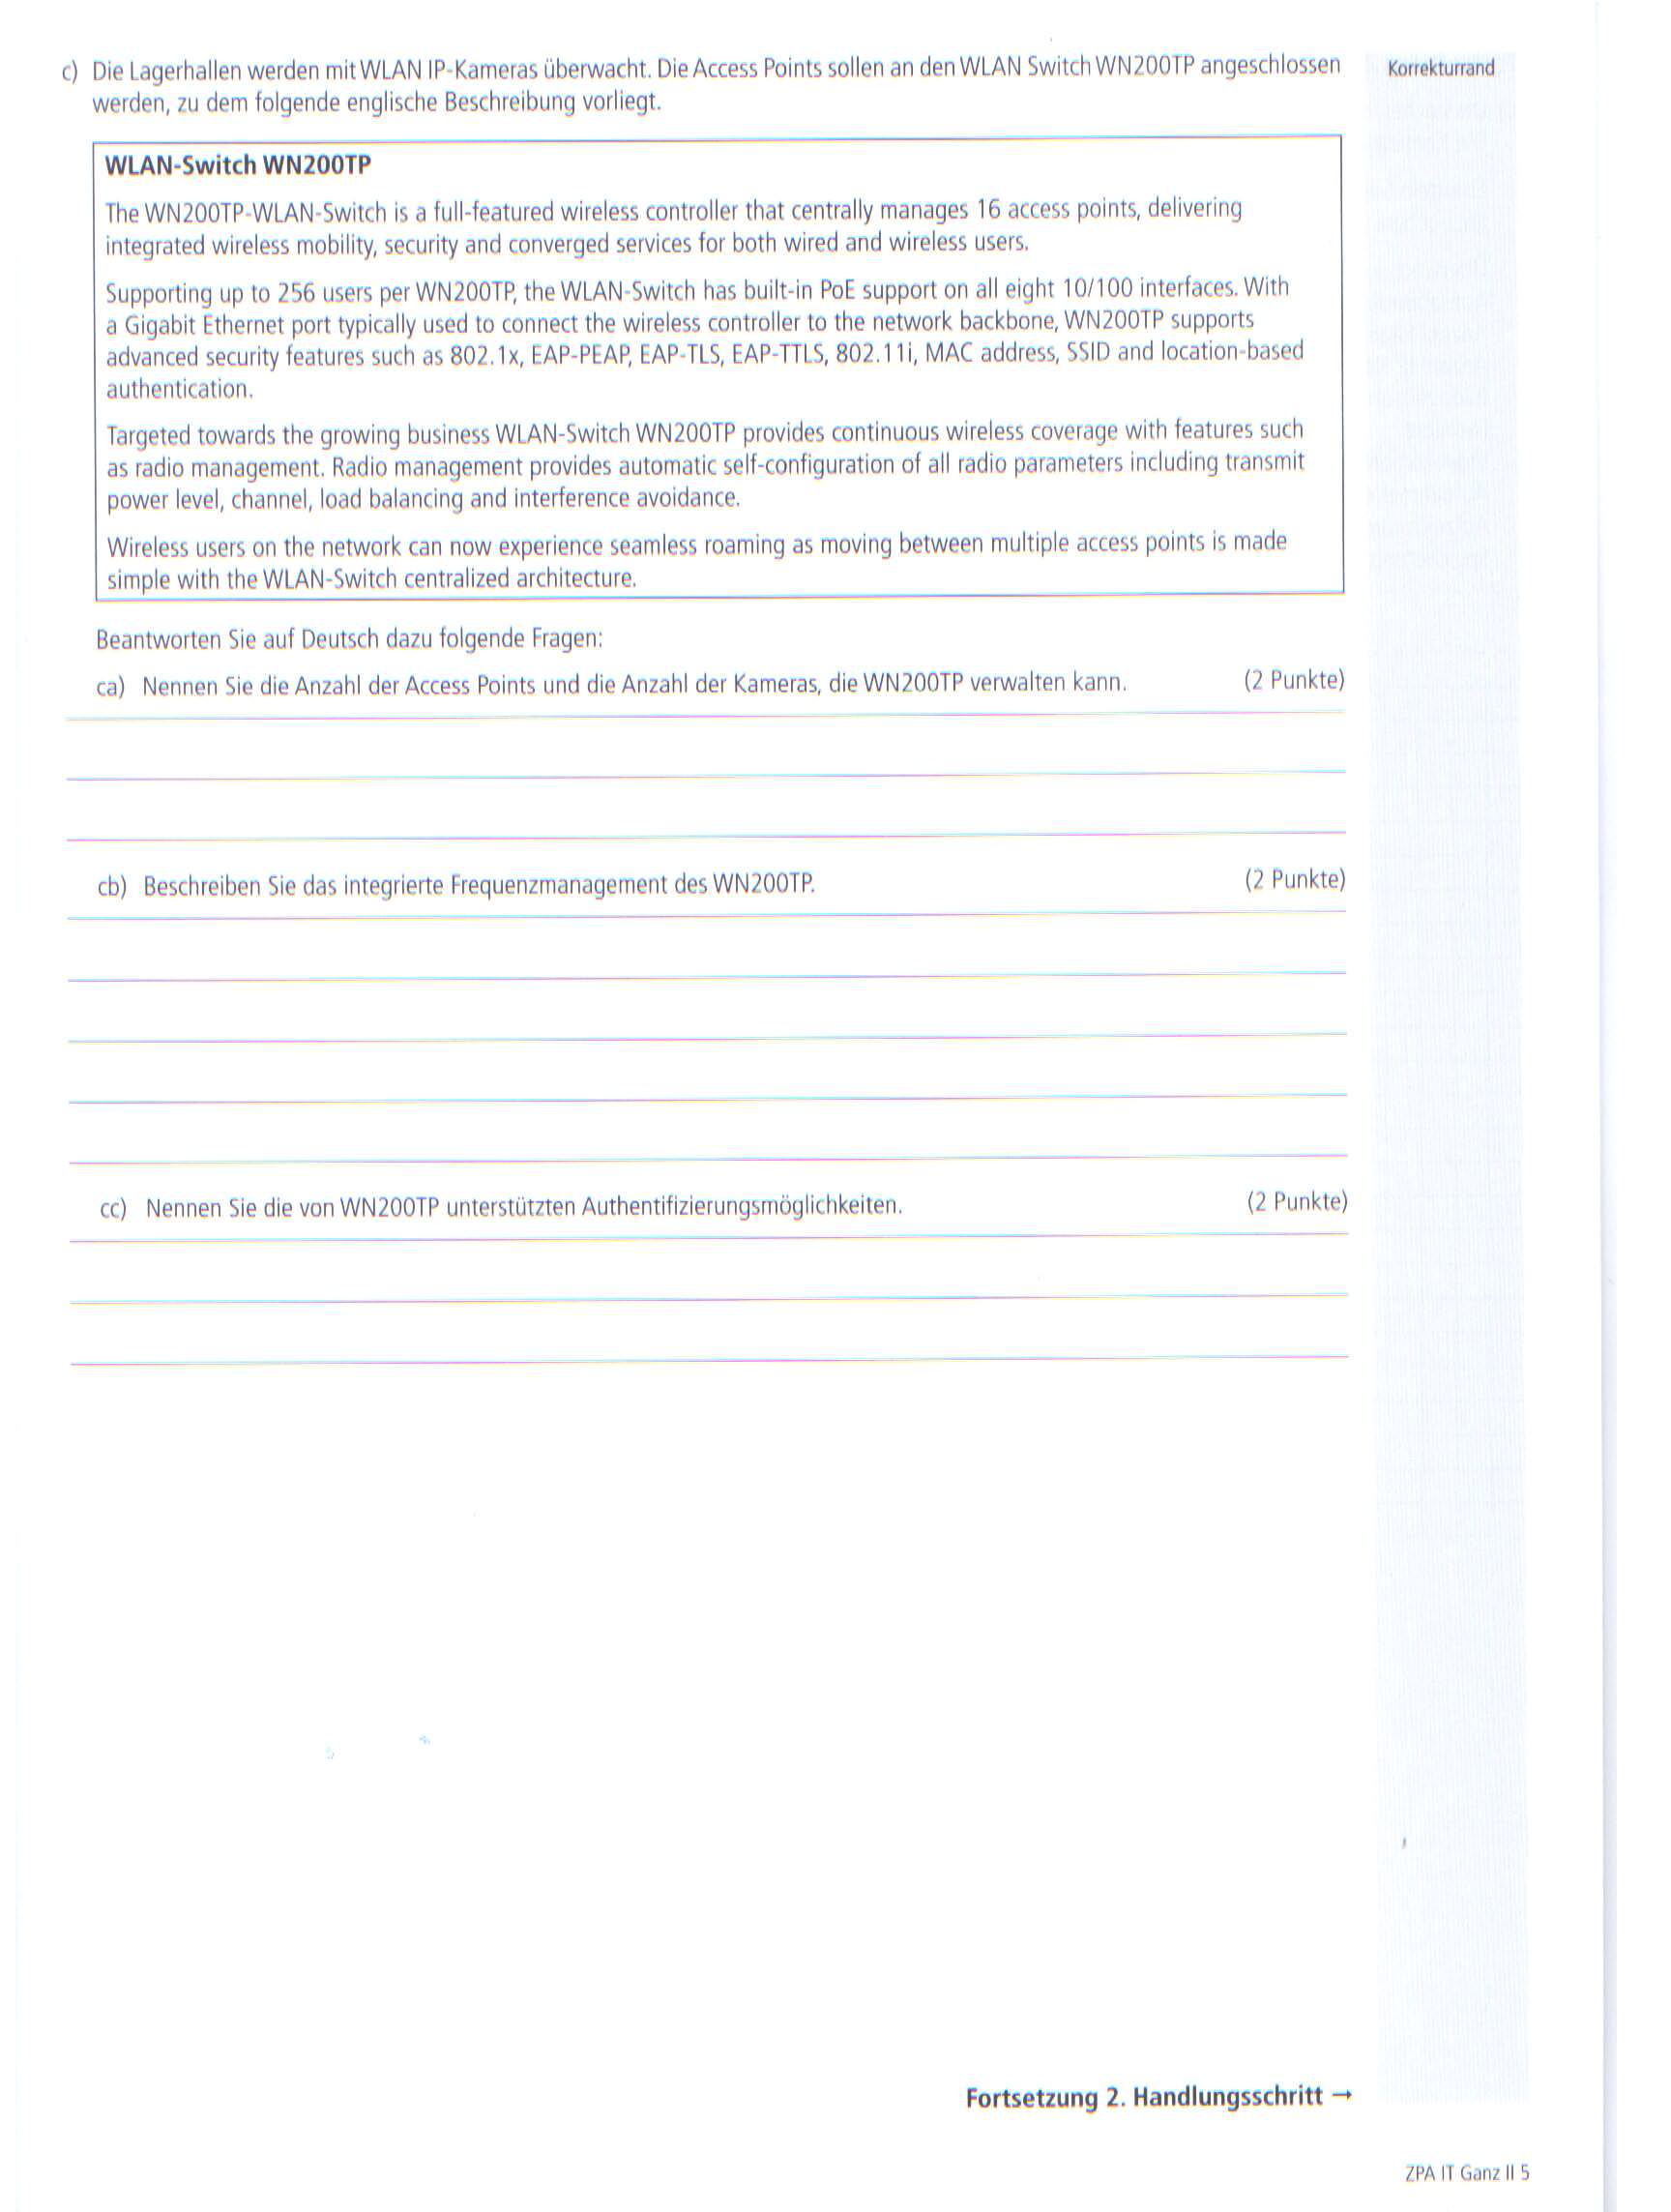 c) Die Lagerhallen werden mit WLAN IP-Kameras überwacht. Die Access Points sollen an den WLAN Switch WN200TP angeschlossen
werden, zu dem folgende englische Beschreibung vorliegt.
Korrekturrand
WLAN-Switch WN200TP
The WN200TP-WLAN-Switch is a full-featured wireless controller that centrally manages 16 access points, delivering
integrated wireless mobility, security and converged services for both wired and wireless users.
Supporting up to 256 users per WN200TP, the WLAN-Switch has built-in PoE support on all eight 10/100 interfaces. With
a Gigabit Ethernet port typically used to connect the wireless controller to the network backbone, WN200TP supports
advanced security features such as 802.1x, EAP-PEAP, EAP-TLS, EAP-TTLS, 802.11i, MAC address, SSID and location-based
authentication.
Targeted towards the growing business WLAN-Switch WN200TP provides continuous wireless coverage with features such
as radio management. Radio management provides automatic self-configuration of all radio parameters including transmit
power level, channel, load balancing and interference avoidance.
Wireless users on the network can now experience seamless roaming as moving between multiple access points is made
simple with the WLAN-Switch centralized architecture.
Beantworten Sie auf Deutsch dazu folgende Fragen:
ca) Nennen Sie die Anzahl der Access Points und die Anzahl der Kameras, die WN200TP verwalten kann. (2 Punkte)
cb) Beschreiben Sie das integrierte Frequenzmanagement des WN200TP. (2 Punkte)
cc) Nennen Sie die von WN200TP unterstützten Authentifizierungsmöglichkeiten. (2 Punkte)
Fortsetzung 2. Handlungsschritt →
ZPA IT Ganz II 5